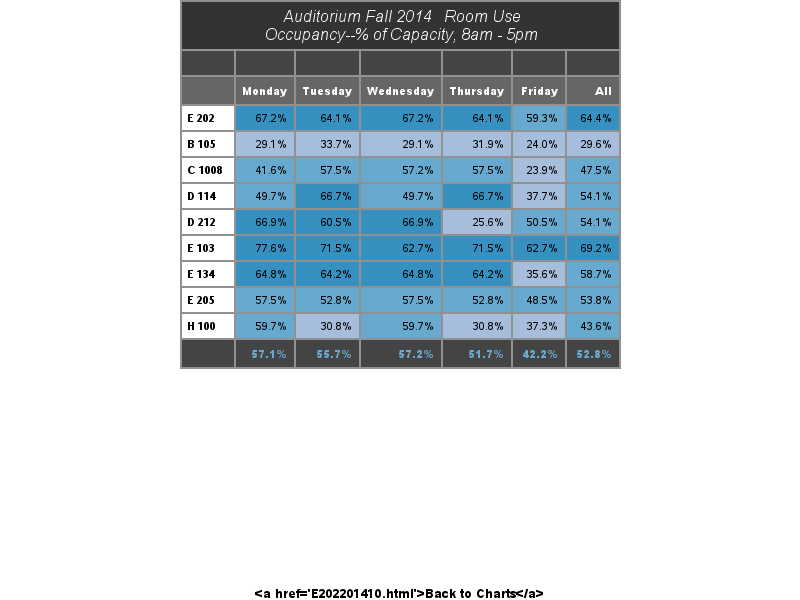 Auditorium Fall 2014 Room Use
Occupancy--% of Capacity, 8am - 5pm
Monday Tuesday Wednesday Thursday Friday All
E 202 67.2% 64.1% 67.2% 64.1% 59.3% 64.4%
B 105 29.1% 33.7% 29.1% 31.9% 24.0% 29.6%
C 1008 41.6% 57.5% 57.2% 57.5% 23.9% 47.5%
D 114 49.7% 66.7% 49.7% 66.7% 37.7% 54.1%
D 212 66.9% 60.5% 66.9% 25.6% 50.5% 54.1%
E 103 77.6% 71.5% 62.7% 71.5% 62.7% 69.2%
E 134 64.8% 64.2% 64.8% 64.2% 35.6% 58.7%
E 205 57.5% 52.8% 57.5% 52.8% 48.5% 53.8%
H 100 59.7% 30.8% 59.7% 30.8% 37.3% 43.6%
57.1% 55.7% 57.2% 51.7% 42.2% 52.8%
<a href='E202201410.html'>Back to Charts</a>